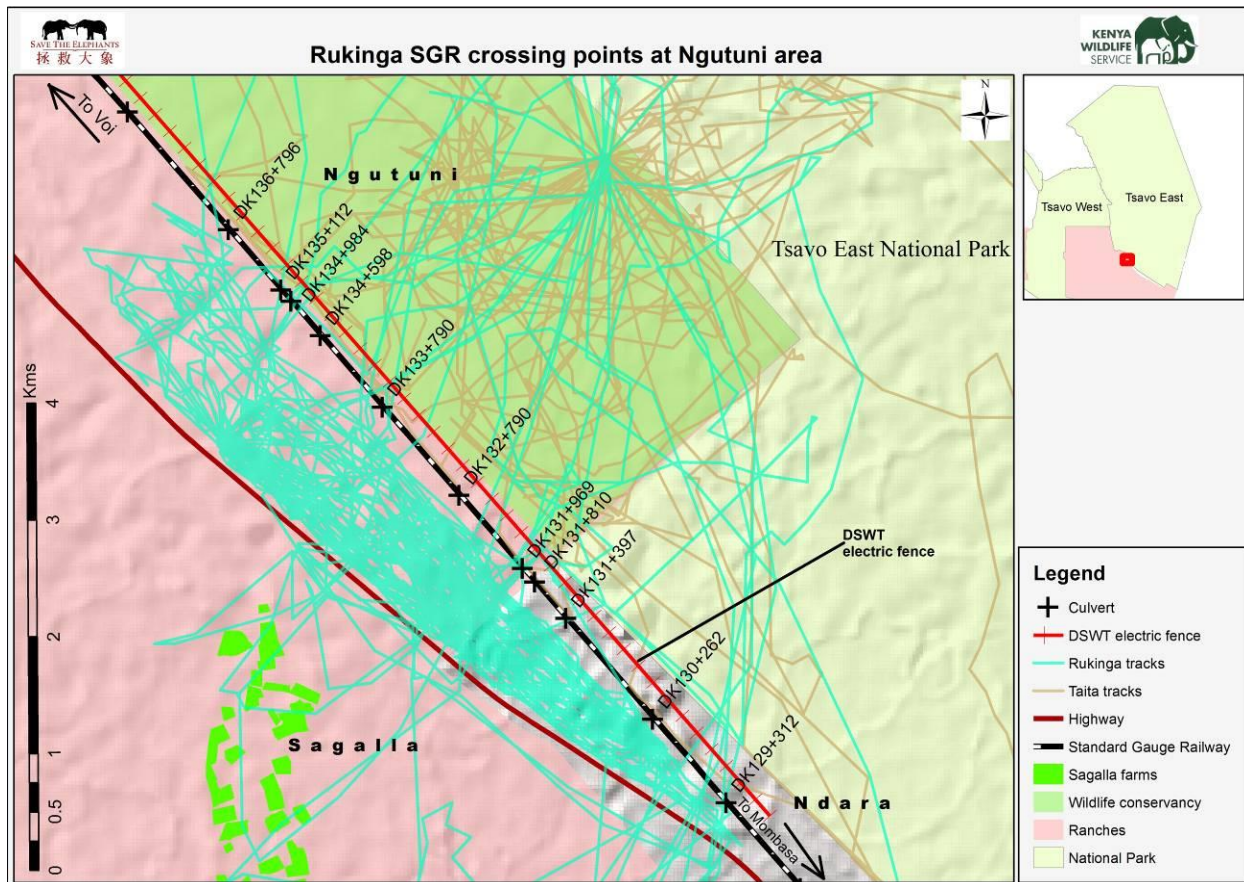 SAVE THE ELEPHANTS
拯救大象
Rukinga SGR crossing points at Ngutuni area
KENYA
WILDLIFE
SERVICE
To Voi
N
Ngutuni
DK136+796
DK135+112
DK134+984
DK134+598
DK133+790
DK132+790
DK131+969
DK131+810
DK131+397
DK130+262
DK129+312
Tsavo East National Park
DSWT
electric fence
Kms
4
3
2
1
0.5
0
Sagalla
Ndara
To Mombasa
Tsavo West
Tsavo East
Legend
Culvert
DSWT electric fence
Rukinga tracks
Taita tracks
Highway
Standard Gauge Railway
Sagalla farms
Wildlife conservancy
Ranches
National Park